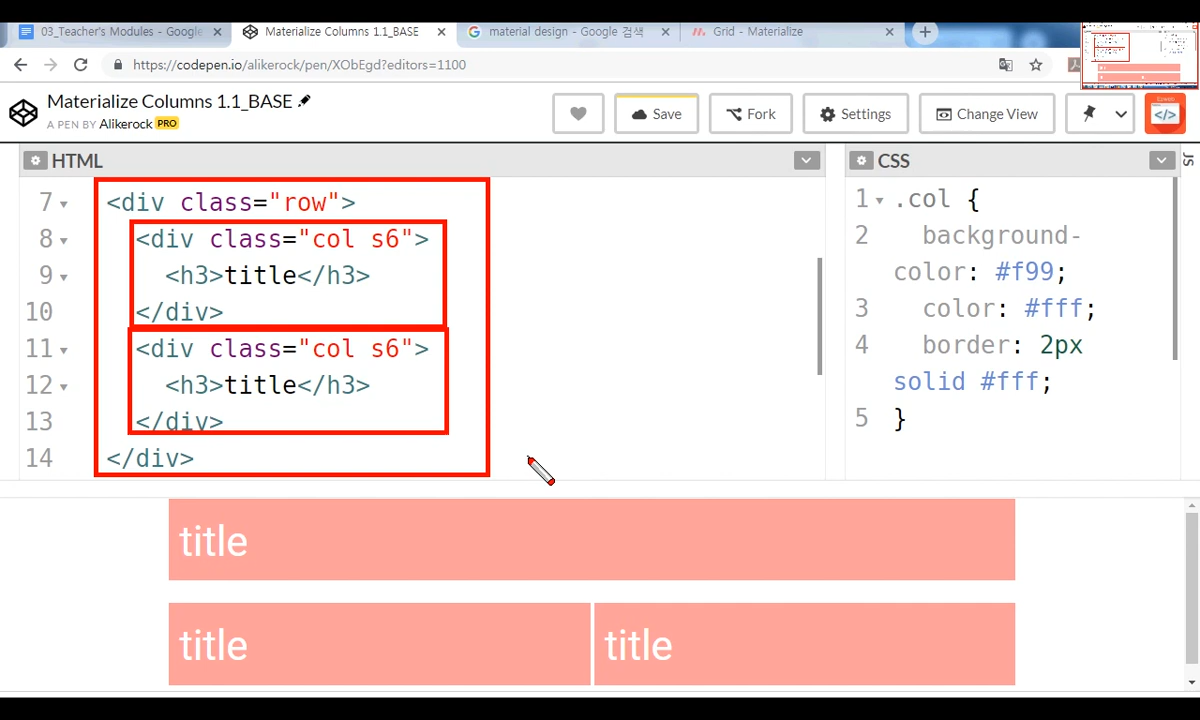 03_Teacher's Modules - Google
Materialize Columns 1.1_BASE
material design - Google 검색
Grid - Materialize
https://codepen.io/alikerock/pen/XObEgd?editors=1100
Materialize Columns 1.1_BASE
A PEN BY Alikerock PRO
Save
Fork
Settings
Change View
HTML
7 <div class="row">
8 <div class="col s6">
9 <h3>title</h3>
10 </div>
11 <div class="col s6">
12 <h3>title</h3>
13 </div>
14 </div>
CSS
JS
1 .col {
2 background-
color: #f99;
3 color: #fff;
4 border: 2px
solid #fff;
5 }
title
title title